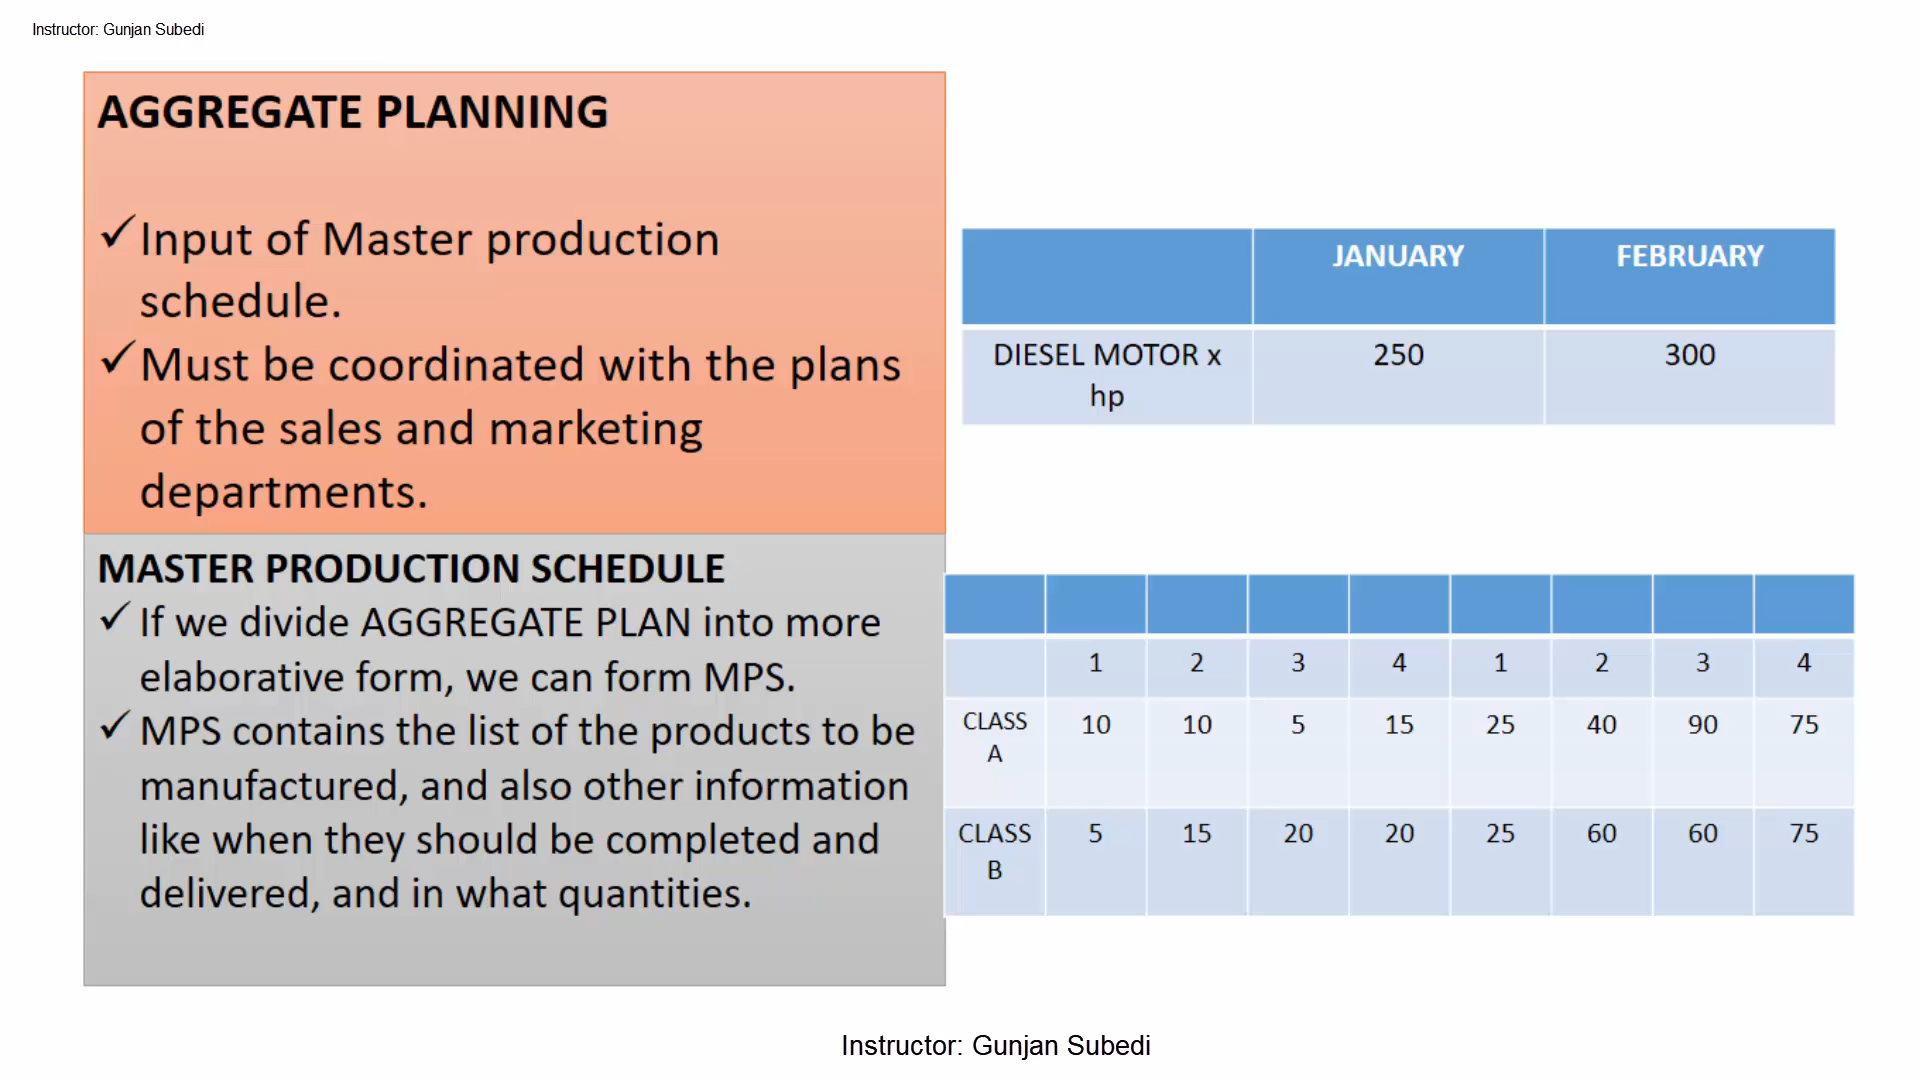 Instructor: Gunjan Subedi
AGGREGATE PLANNING
✓Input of Master production
schedule.
✓Must be coordinated with the plans
of the sales and marketing
departments.
JANUARY FEBRUARY
DIESEL MOTOR x 250 300
hp
MASTER PRODUCTION SCHEDULE
✓ If we divide AGGREGATE PLAN into more
elaborative form, we can form MPS.
✓ MPS contains the list of the products to be
manufactured, and also other information
like when they should be completed and
delivered, and in what quantities.
1 2 3 4 1 2 3 4
CLASS 10 10 5 15 25 40 90 75
A
CLASS 5 15 20 20 25 60 60 75
B
Instructor: Gunjan Subedi